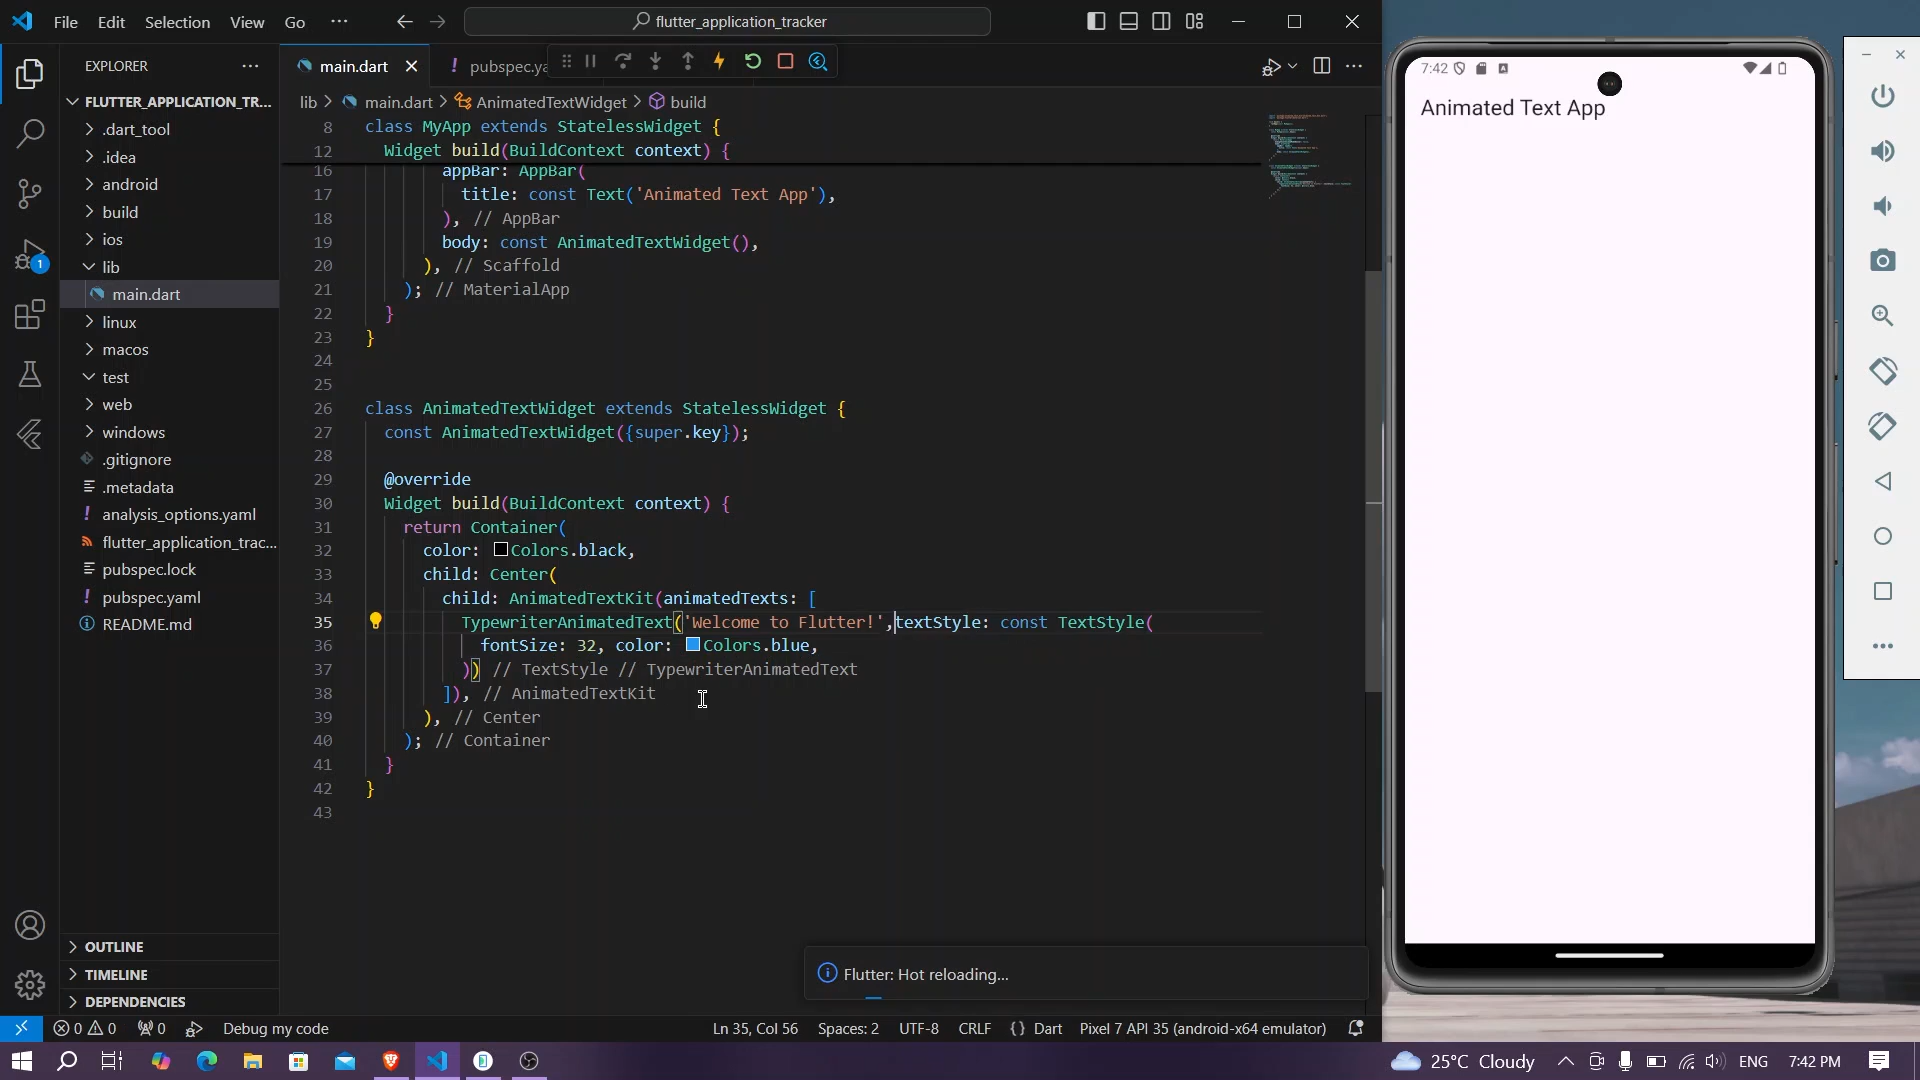 File Edit Selection View Go ··· flutter_application_tracker
EXPLORER ···
FLUTTER_APPLICATION_TR...
.dart_tool
.idea
android
build
ios
lib
main.dart
linux
macos
test
web
windows
.gitignore
.metadata
analysis_options.yaml
flutter_application_trac...
pubspec.lock
pubspec.yaml
README.md
OUTLINE
TIMELINE
DEPENDENCIES
1
main.dart ! pubspec.ya
lib > main.dart > AnimatedTextWidget > build
8 class MyApp extends StatelessWidget {
12 Widget build(BuildContext context) {
16 appBar: AppBar(
17 title: const Text('Animated Text App'),
18 ), // AppBar
19 body: const AnimatedTextWidget(),
20 ), // Scaffold
21 ); // MaterialApp
22 }
23 }
24
25
26 class AnimatedTextWidget extends StatelessWidget {
27 const AnimatedTextWidget({super.key});
28
29 @override
30 Widget build(BuildContext context) {
31 return Container(
32 color: Colors.black,
33 child: Center(
34 child: AnimatedTextKit(animatedTexts: [
35 TypewriterAnimatedText('Welcome to Flutter!',textStyle: const TextStyle(
36 fontSize: 32, color: Colors.blue,
37 )) // TextStyle // TypewriterAnimatedText
38 ]), // AnimatedTextKit
39 ), // Center
40 ); // Container
41 }
42 }
43
Flutter: Hot reloading...
0 0 0 Debug my code Ln 35, Col 56 Spaces: 2 UTF-8 CRLF {} Dart Pixel 7 API 35 (android-x64 emulator)
7:42
Animated Text App
25°C Cloudy ENG 7:42 PM